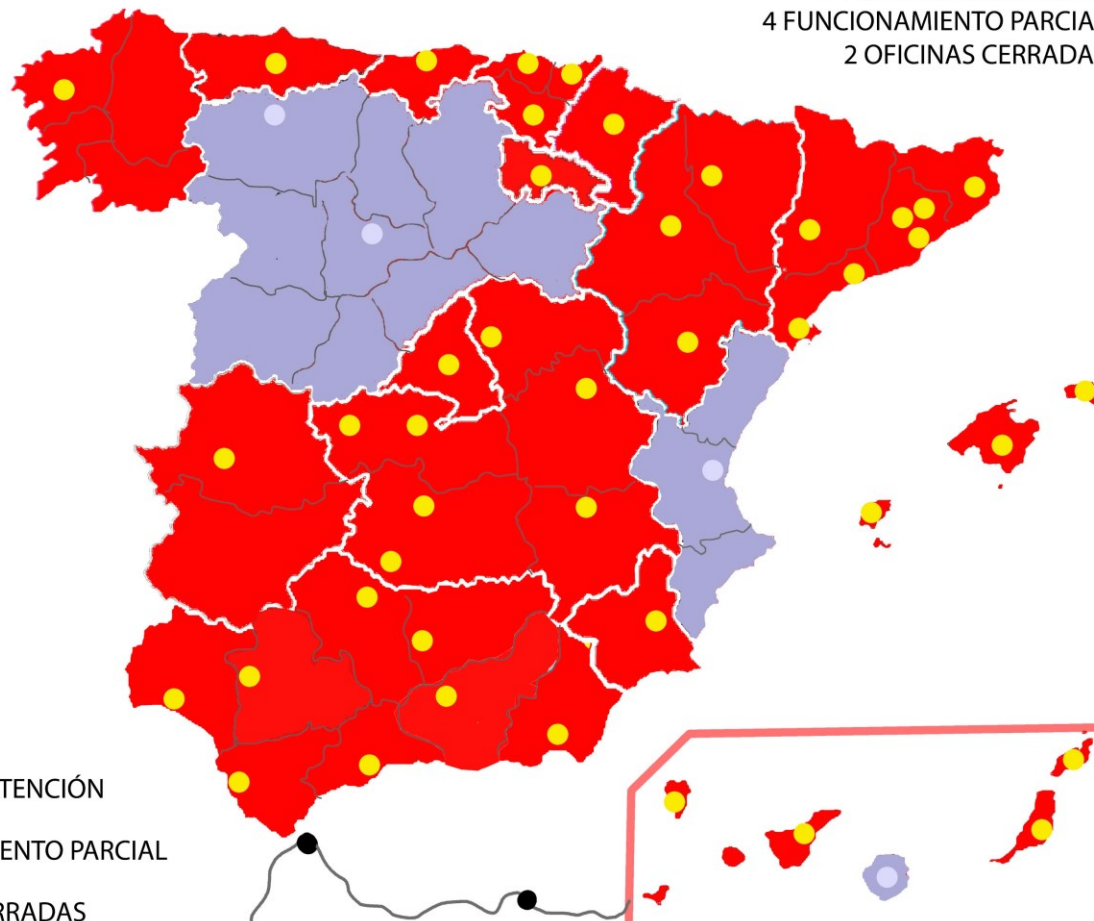 4 FUNCIONAMIENTO PARCIA
2 OFICINAS CERRADA
TENCIÓN
ENTO PARCIAL
RRADAS